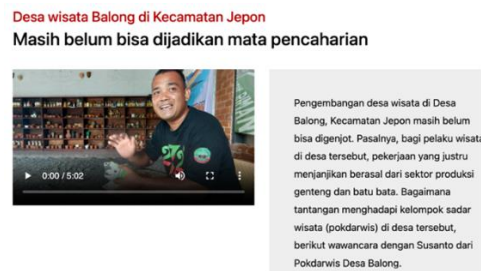 Desa wisata Balong di Kecamatan Jepon
Masih belum bisa dijadikan mata pencaharian
0:00 / 5:02
Pengembangan desa wisata di Desa
Balong, Kecamatan Jepon masih belum
bisa digenjot. Pasalnya, bagi pelaku wisata
di desa tersebut, pekerjaan yang justru
menjanjikan berasal dari sektor produksi
genteng dan batu bata. Bagaimana
tantangan menghadapi kelompok sadar
wisata (pokdarwis) di desa tersebut,
berikut wawancara dengan Susanto dari
Pokdarwis Desa Balong.